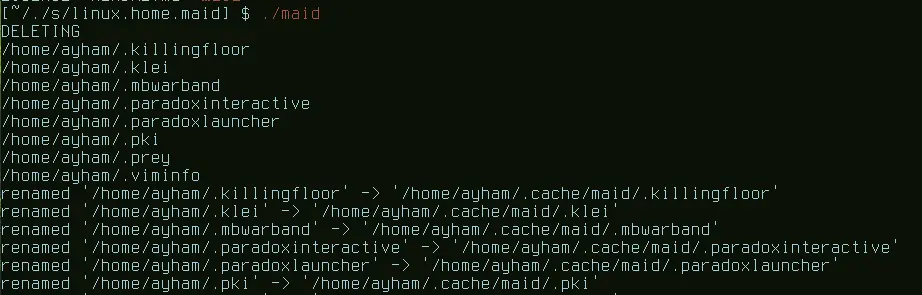 [~/./s/linux.home.maid] $ ./maid
DELETING
/home/ayham/.killingfloor
/home/ayham/.klei
/home/ayham/.mbwarband
/home/ayham/.paradoxinteractive
/home/ayham/.paradoxlauncher
/home/ayham/.pki
/home/ayham/.prey
/home/ayham/.viminfo
renamed '/home/ayham/.killingfloor' -> '/home/ayham/.cache/maid/.killingfloor'
renamed '/home/ayham/.klei' -> '/home/ayham/.cache/maid/.klei'
renamed '/home/ayham/.mbwarband' -> '/home/ayham/.cache/maid/.mbwarband'
renamed '/home/ayham/.paradoxinteractive' -> '/home/ayham/.cache/maid/.paradoxinteractive'
renamed '/home/ayham/.paradoxlauncher' -> '/home/ayham/.cache/maid/.paradoxlauncher'
renamed '/home/ayham/.pki' -> '/home/ayham/.cache/maid/.pki'